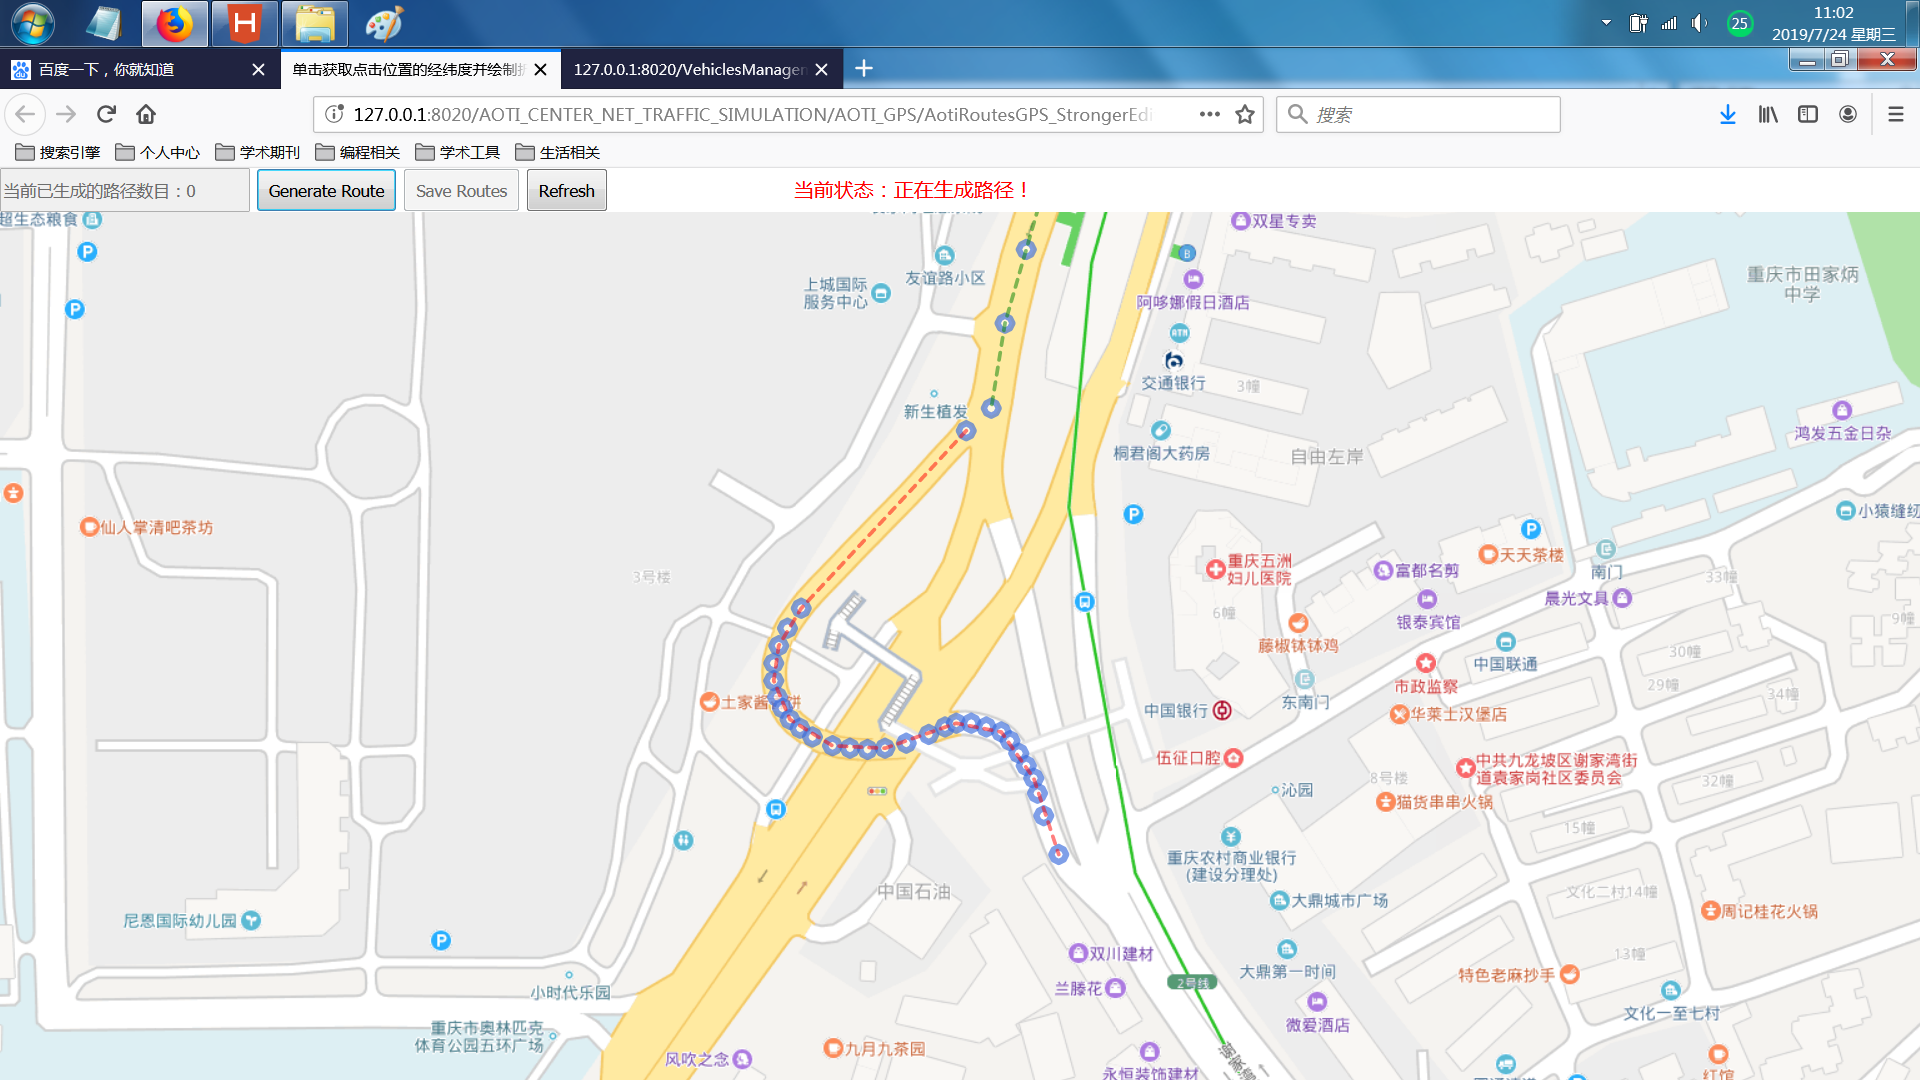 25
11:02
2019/7/24 星期三
百度一下，你就知道
单击获取点击位置的经纬度并绘制折
127.0.0.1:8020/VehiclesManagem
127.0.0.1:8020/AOTI_CENTER_NET_TRAFFIC_SIMULATION/AOTI_GPS/AotiRoutesGPS_StrongerEdi
搜索
搜索引擎
个人中心
学术期刊
编程相关
学术工具
生活相关
当前已生成的路径数目：0
Generate Route
Save Routes
Refresh
当前状态：正在生成路径！
超生态粮食
双星专卖
友谊路小区
上城国际
服务中心
阿哆娜假日酒店
重庆市田家炳
中学
ATM
交通银行
3幢
新生植发
桐君阁大药房
自由左岸
鸿发五金日杂
小猿缝纫
仙人掌清吧茶坊
3号楼
重庆五洲
妇儿医院
富都名剪
天天茶楼
南门
33幢
晨光文具
银泰宾馆
6幢
9幢
藤椒钵钵鸡
中国联通
30幢
市政监察
29幢
34幢
东南门
土家酱
饼
中国银行
华莱士汉堡店
伍征口腔
中共九龙坡区谢家湾街
道袁家岗社区委员会
8号楼
32幢
沁园
猫货串串火锅
15幢
重庆农村商业银行
(建设分理处)
中国石油
文化二村14幢
大鼎城市广场
周记桂花火锅
尼恩国际幼儿园
双川建材
13幢
大鼎第一时间
特色老麻抄手
2号线
兰滕花
小时代乐园
文化一至七村
微爱酒店
重庆市奥林匹克
体育公园五环广场
风吹之念
九月九茶园
永恒装饰建材
红馆